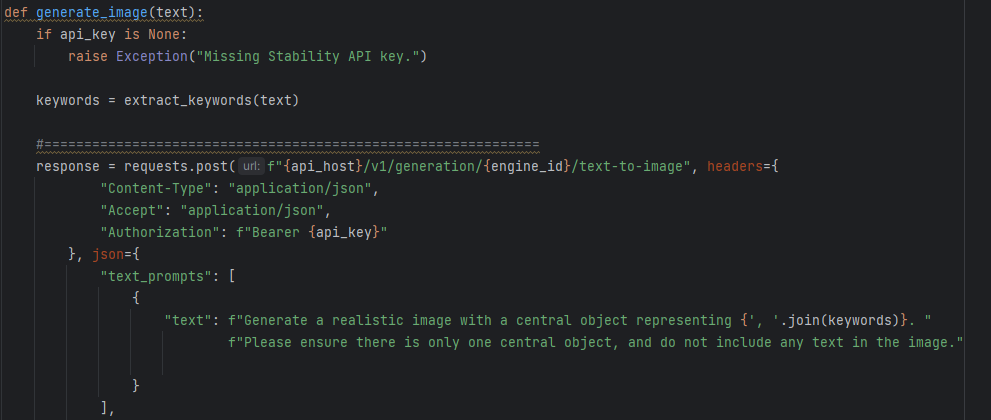 def generate_image(text):
    if api_key is None:
        raise Exception("Missing Stability API key.")

    keywords = extract_keywords(text)

    #==============================================================
    response = requests.post( url: f"{api_host}/v1/generation/{engine_id}/text-to-image", headers={
            "Content-Type": "application/json",
            "Accept": "application/json",
            "Authorization": f"Bearer {api_key}"
        }, json={
            "text_prompts": [
                {
                    "text": f"Generate a realistic image with a central object representing {', '.join(keywords)}. "
                            f"Please ensure there is only one central object, and do not include any text in the image."

                }
            ],